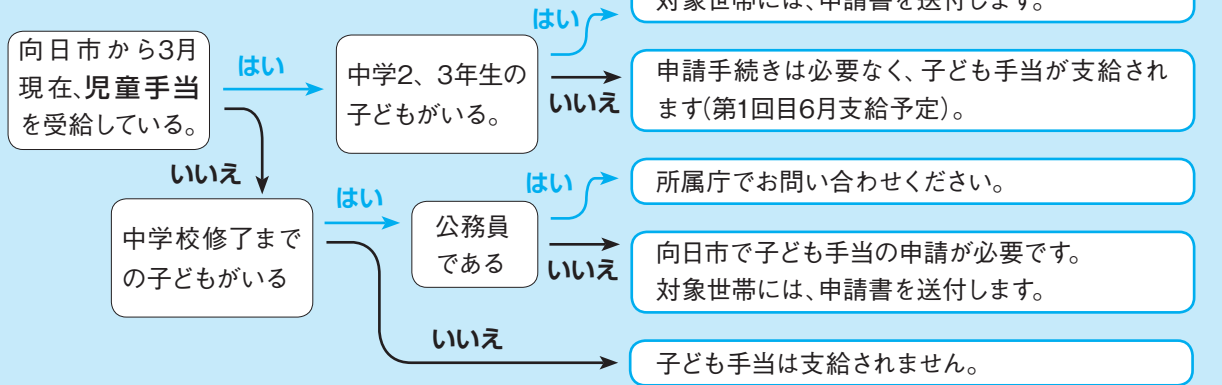 対象世帯には、申請書を送付します。
はい
向日市から3月
現在、児童手当
を受給している。
はい
中学2、3年生の
子どもがいる。
いいえ
申請手続きは必要なく、子ども手当が支給され
ます(第1回目6月支給予定)。
いいえ
はい
所属庁でお問い合わせください。
はい
中学校修了まで
の子どもがいる
公務員
である
いいえ
向日市で子ども手当の申請が必要です。
対象世帯には、申請書を送付します。
いいえ
子ども手当は支給されません。